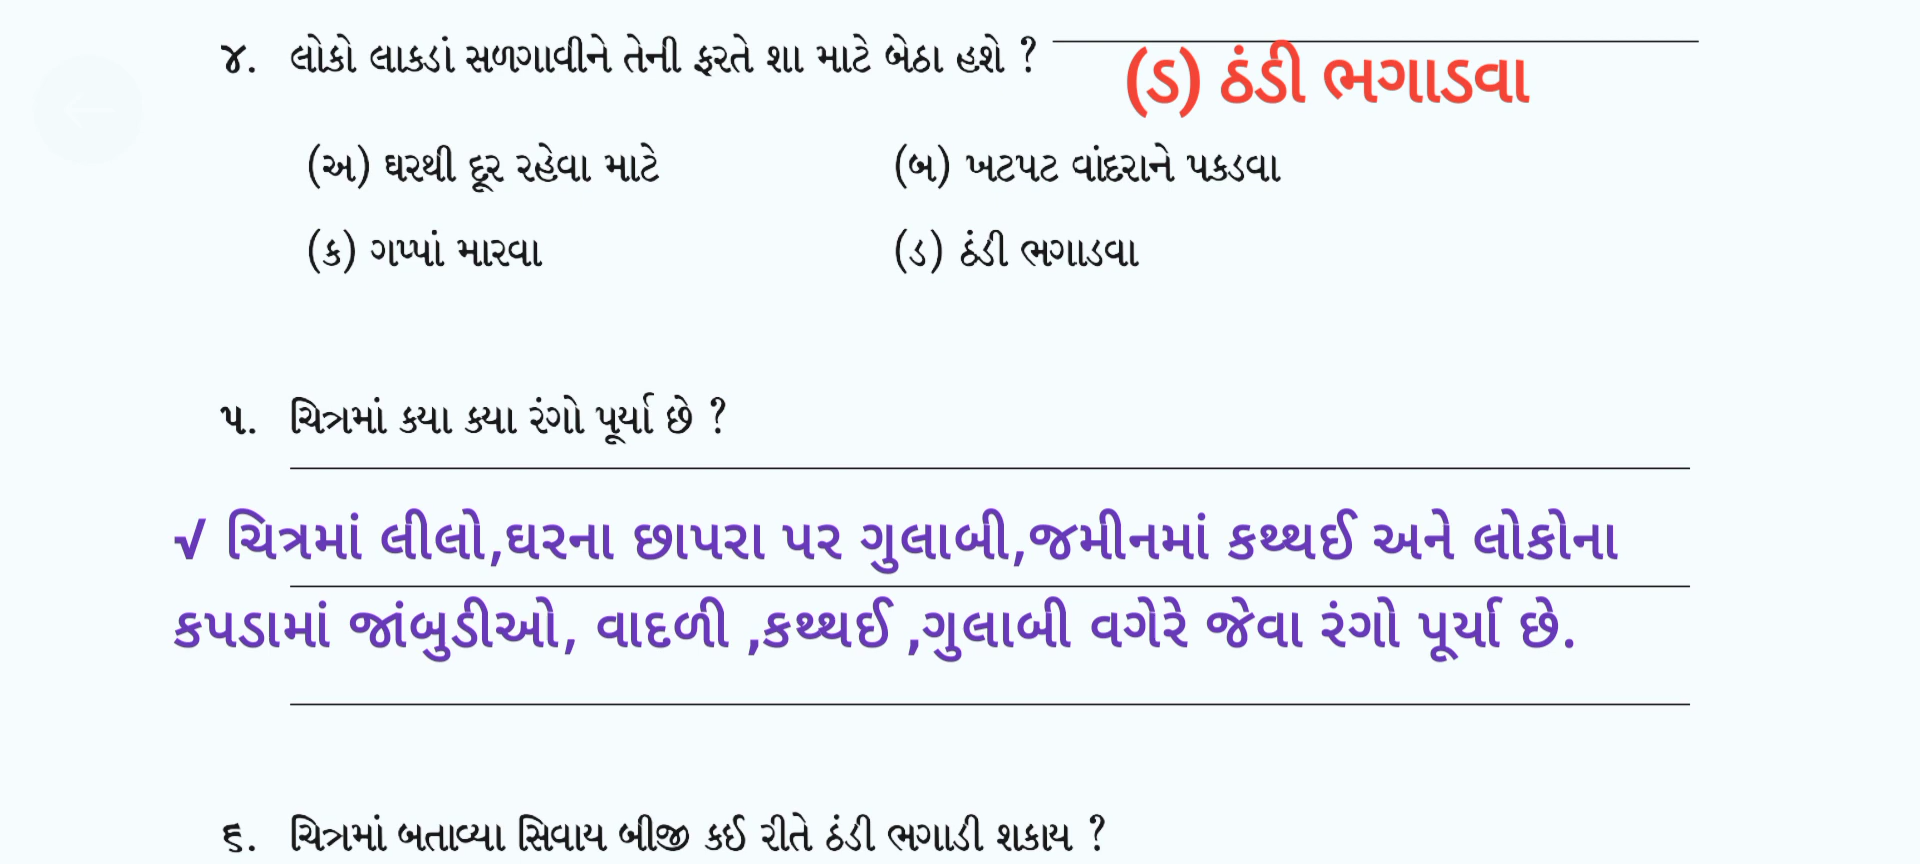 ૪. લોકો લાકડાં સળગાવીને તેની ફરતે શા માટે બેઠા હશે ?
(ડ) ઠંડી ભગાડવા
(અ) ઘરથી દૂર રહેવા માટે (બ) ખટપટ વાંદરાને પકડવા
(ક) ગપ્પાં મારવા (ડ) ઠંડી ભગાડવા
૫. ચિત્રમાં કયા કયા રંગો પૂર્યા છે ?
√ ચિત્રમાં લીલો,ઘરના છાપરા પર ગુલાબી,જમીનમાં કથ્થઈ અને લોકોના
કપડામાં જાંબુડીઓ, વાદળી ,કથ્થઈ ,ગુલાબી વગેરે જેવા રંગો પૂર્યા છે.
૬. ચિત્રમાં બતાવ્યા સિવાય બીજી કઈ રીતે ઠંડી ભગાડી શકાય ?